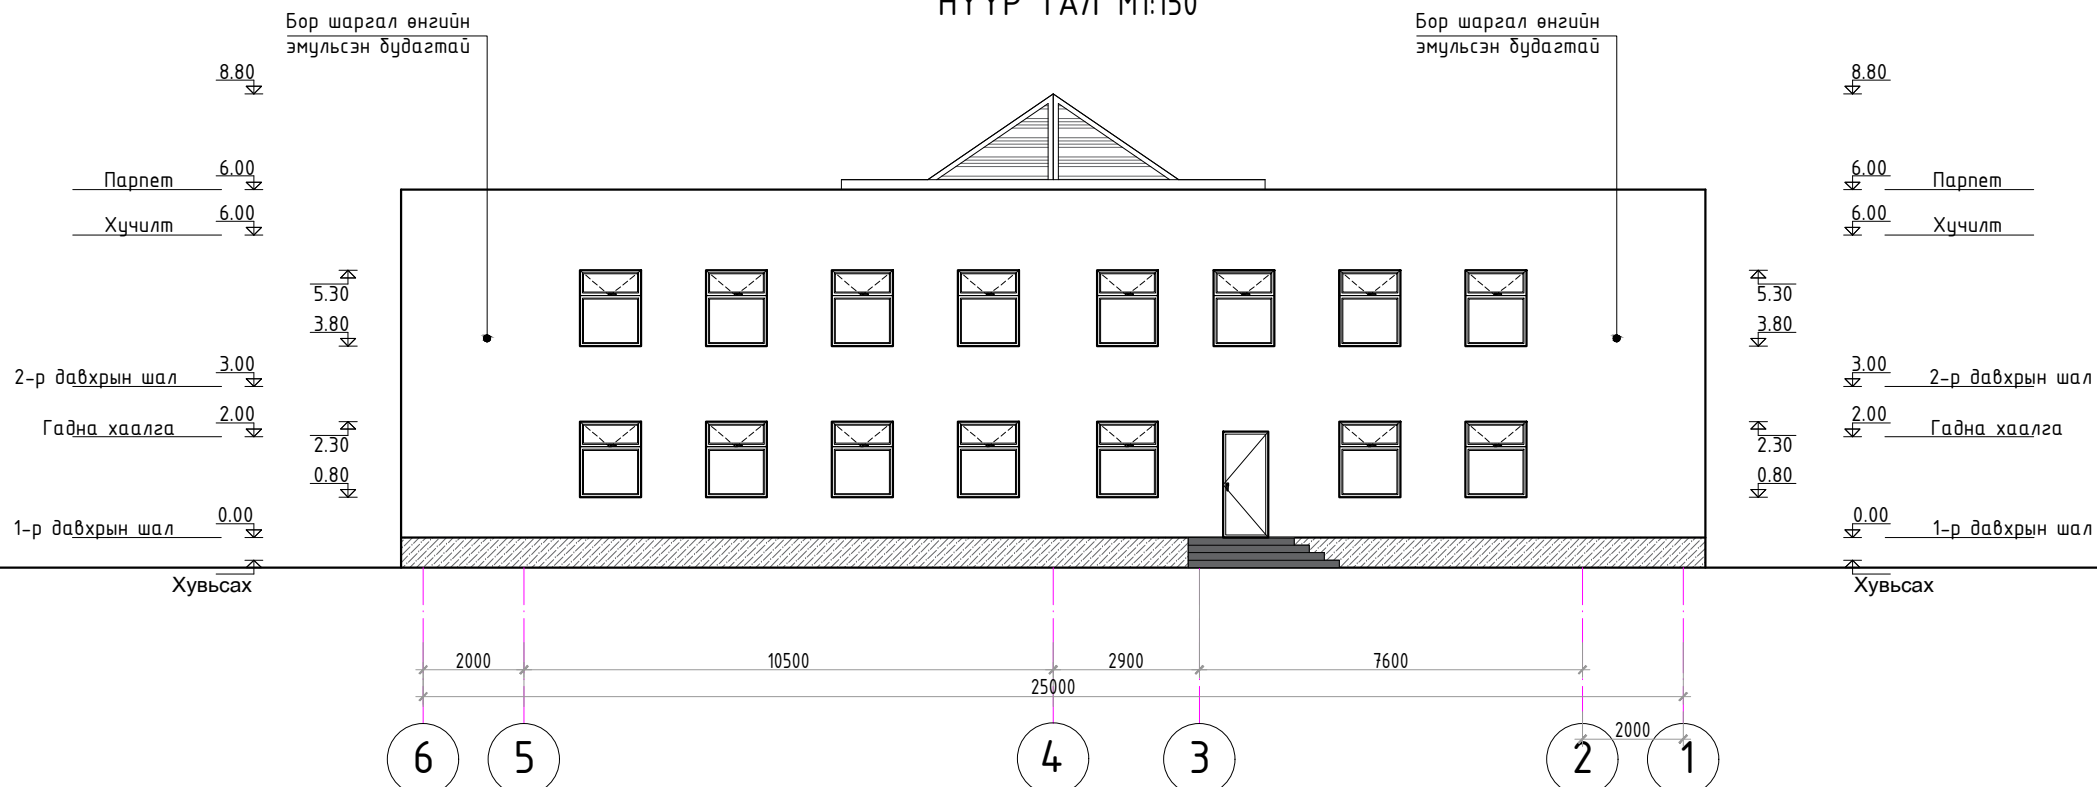 НҮҮР ТАЛ М1:150
Бор шаргал өнгийн
эмульсэн будагтай
Бор шаргал өнгийн
эмульсэн будагтай
8.80
8.80
Парпет 6.00
6.00 Парпет
Хучилт 6.00
6.00 Хучилт
5.30
5.30
3.80
3.80
2-р давхрын шал 3.00
3.00 2-р давхрын шал
Гадна хаалга 2.00
2.00 Гадна хаалга
2.30
2.30
0.80
0.80
1-р давхрын шал 0.00
0.00 1-р давхрын шал
Хувьсах
Хувьсах
2000 10500 2900 7600
25000
2000
6 5 4 3 2 1